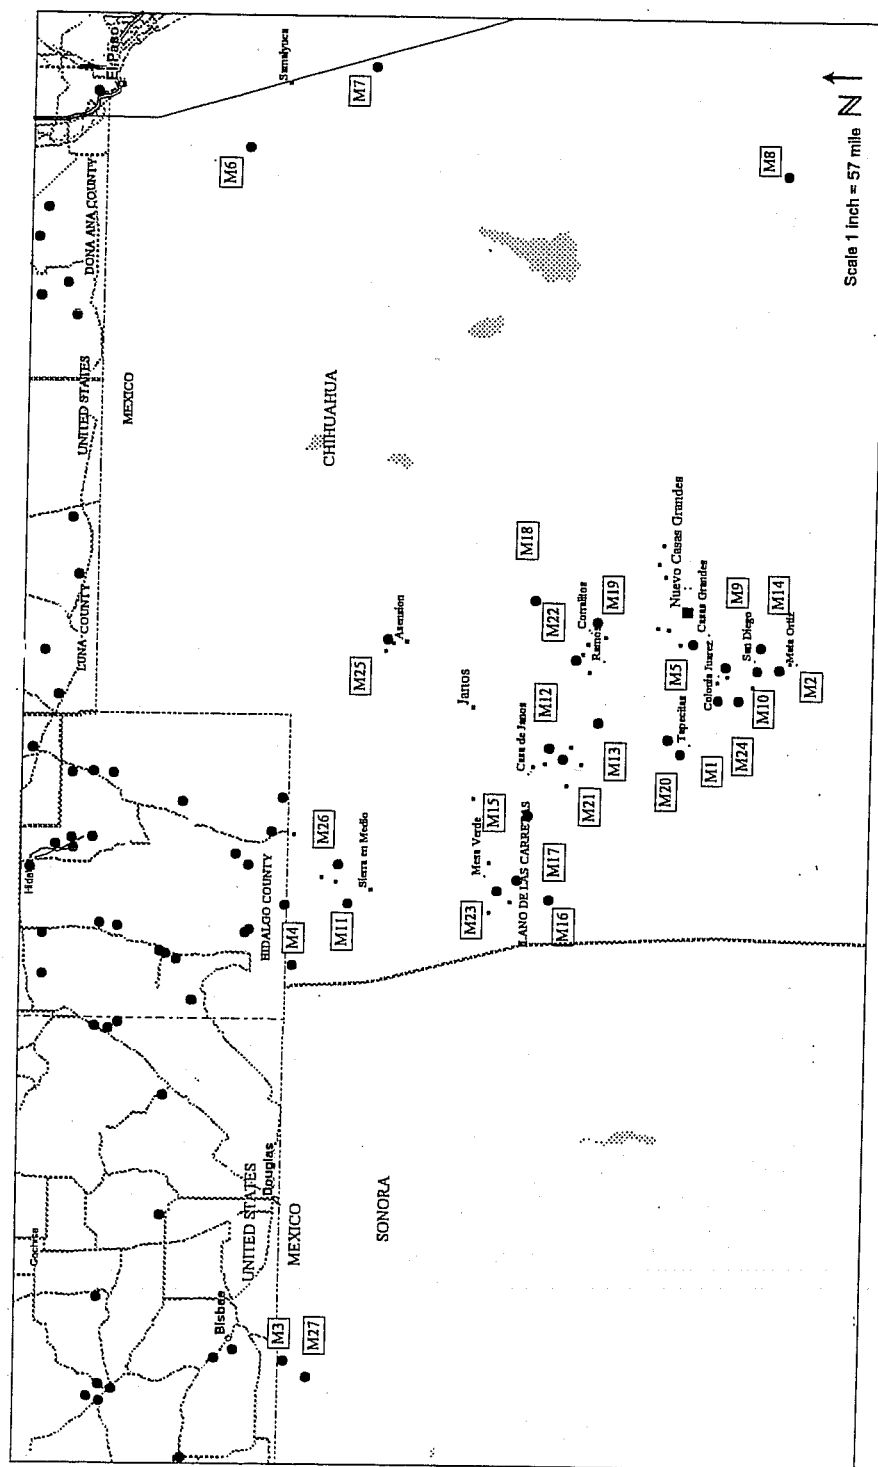 El Paso
Samalyuca
M7
M6
DONA ANA COUNTY
M8
N
Scale 1 inch = 57 mile
UNITED STATES
MEXICO
CHIHUAHUA
LUNA COUNTY
Asension
M25
Janos
M18
M22
Corralitos
Ramos
M19
Nuevo Casas Grandes
Casas Grandes
M9
M14
San Diego
Mata Ortiz
M5
Colonia Juarez
M2
M10
M12
Casa de Janos
M13
Tapecitas
M20
M1
M24
M21
M15
Mesa Verde
LLANO DE LAS CARRETAS
M17
M23
M16
M26
Sierra en Medio
M11
HIDALGO COUNTY
M4
UNITED STATES
Douglas
MEXICO
SONORA
Cochise
Bisbee
M3
M27